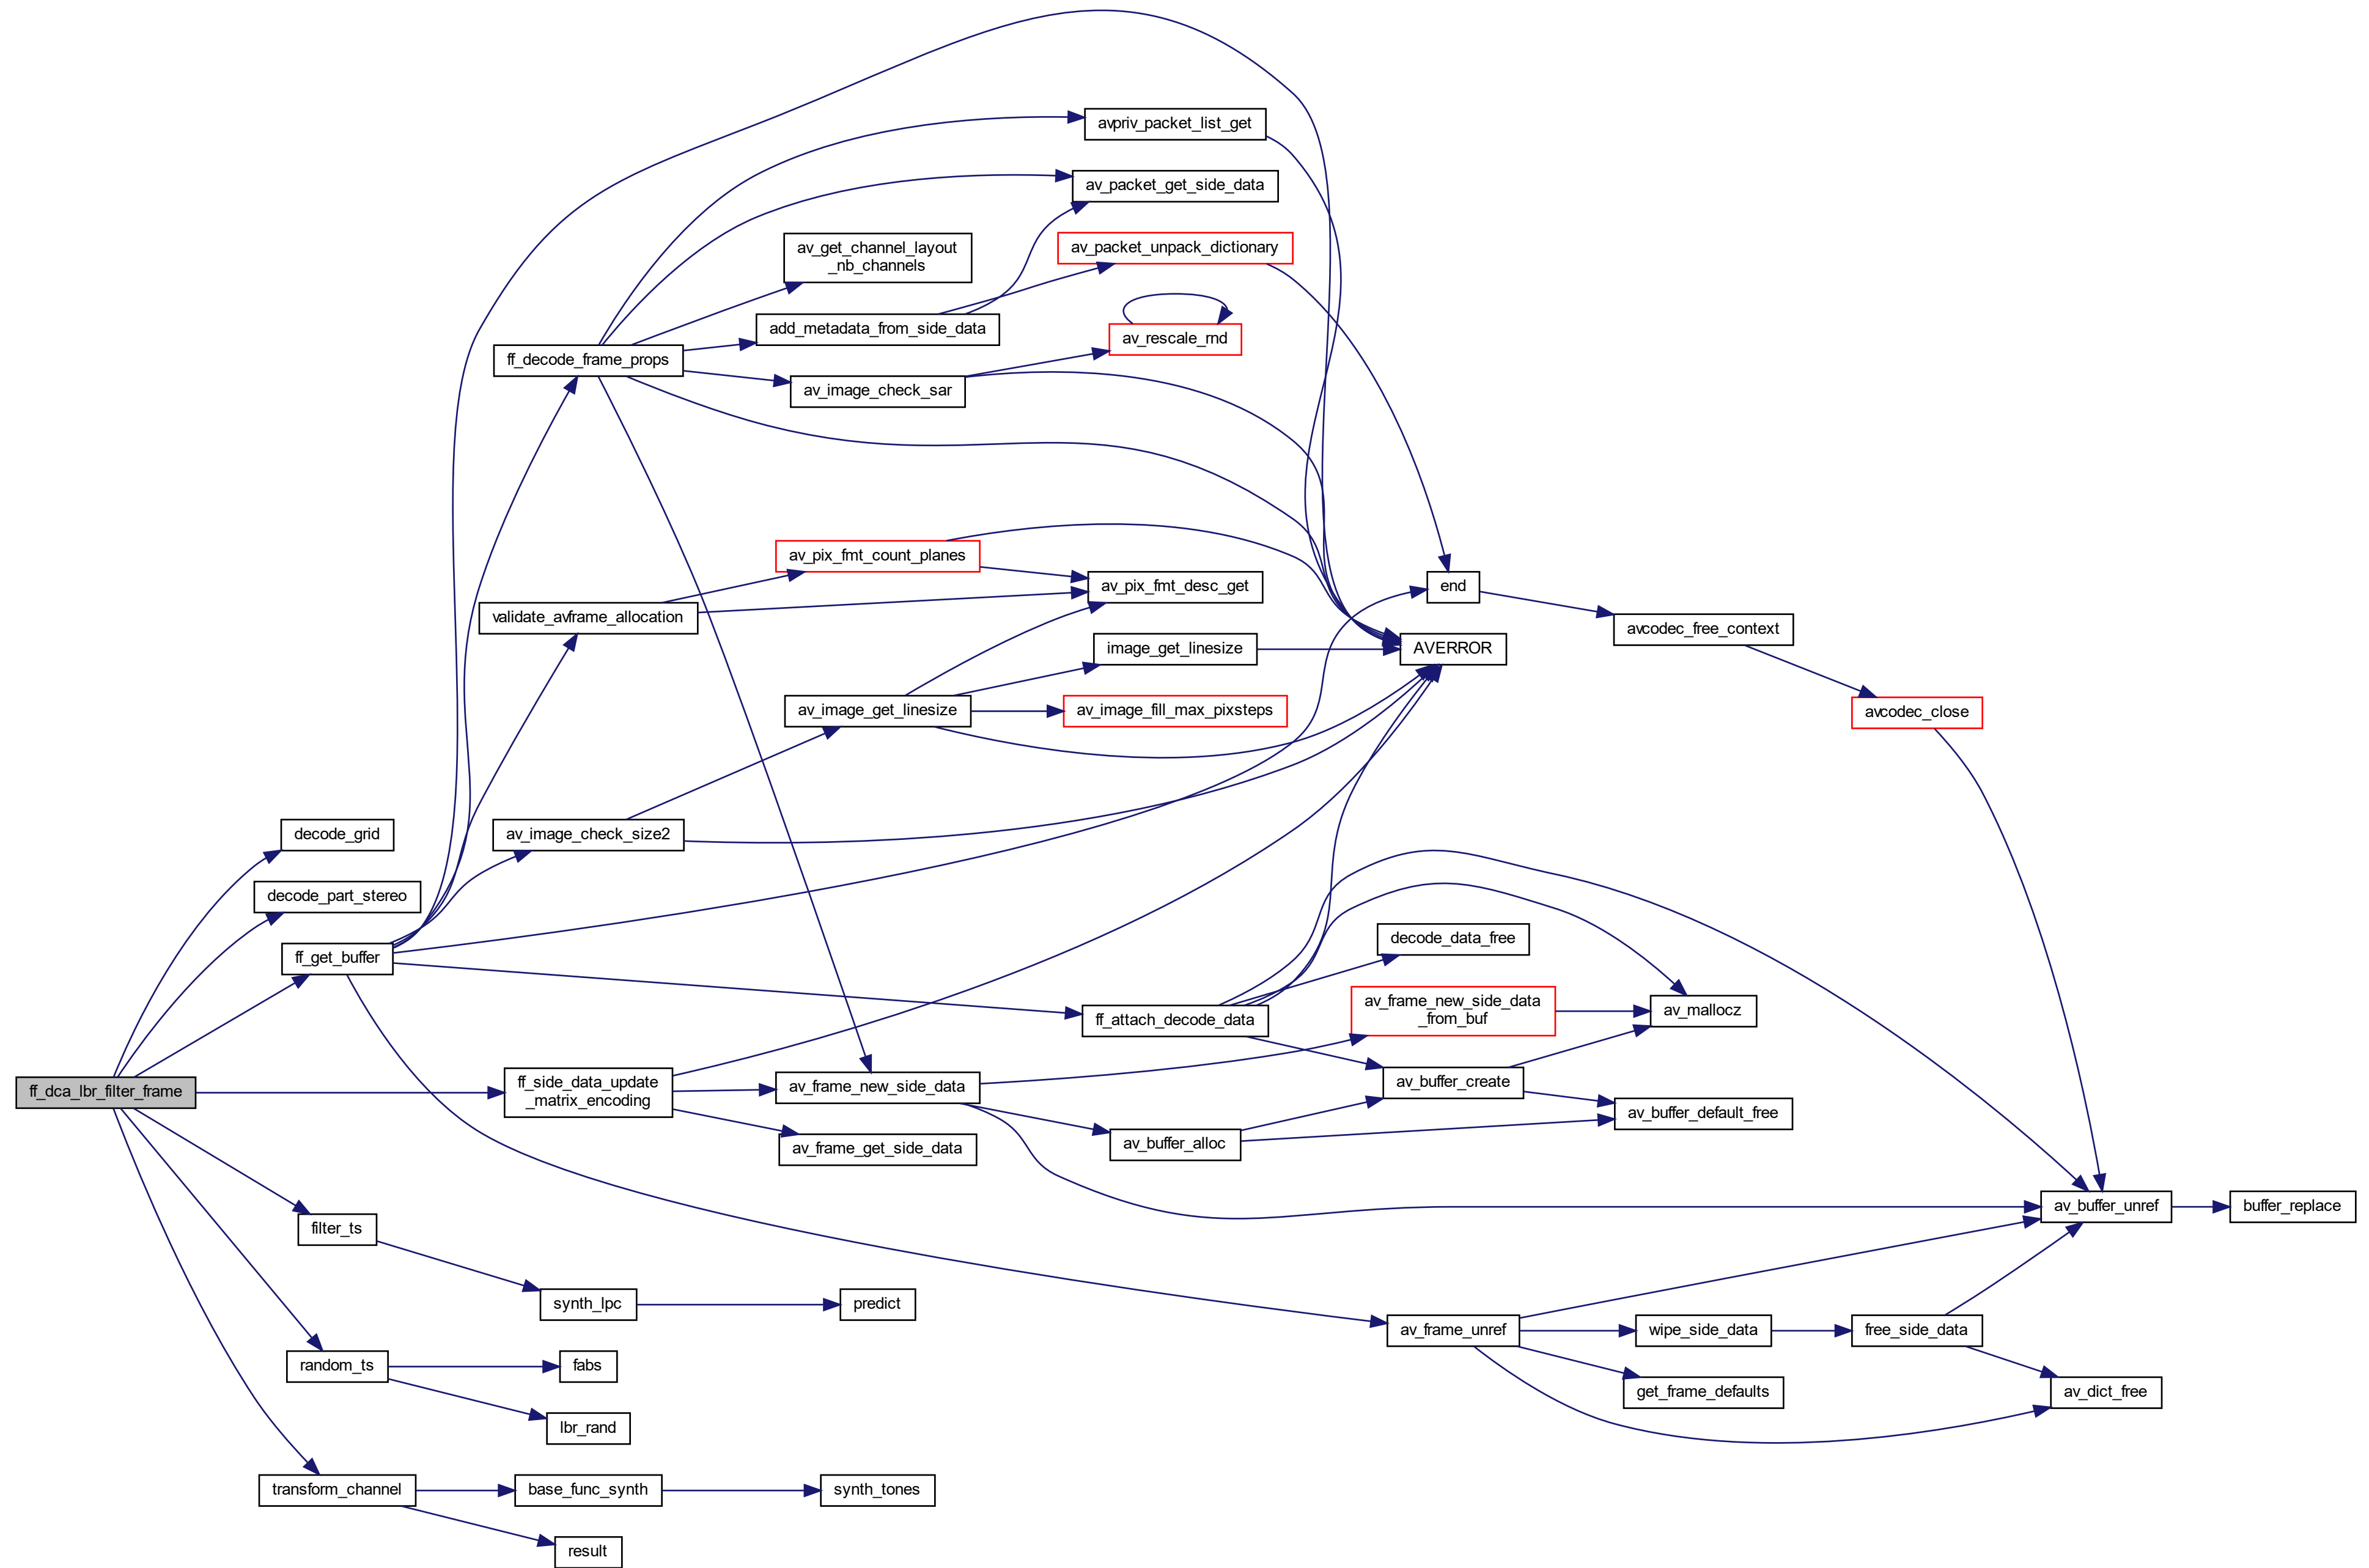 avpriv_packet_list_get
av_packet_get_side_data
av_get_channel_layout
_nb_channels
av_packet_unpack_dictionary
add_metadata_from_side_data
av_rescale_rnd
ff_decode_frame_props
av_image_check_sar
av_pix_fmt_count_planes
av_pix_fmt_desc_get
end
validate_avframe_allocation
avcodec_free_context
image_get_linesize
AVERROR
av_image_get_linesize
av_image_fill_max_pixsteps
avcodec_close
decode_grid
av_image_check_size2
decode_part_stereo
decode_data_free
ff_get_buffer
av_frame_new_side_data
_from_buf
av_mallocz
ff_attach_decode_data
ff_dca_lbr_filter_frame
ff_side_data_update
_matrix_encoding
av_frame_new_side_data
av_buffer_create
av_buffer_default_free
av_buffer_alloc
av_frame_get_side_data
av_buffer_unref
buffer_replace
filter_ts
synth_lpc
predict
av_frame_unref
wipe_side_data
free_side_data
random_ts
fabs
get_frame_defaults
av_dict_free
lbr_rand
transform_channel
base_func_synth
synth_tones
result